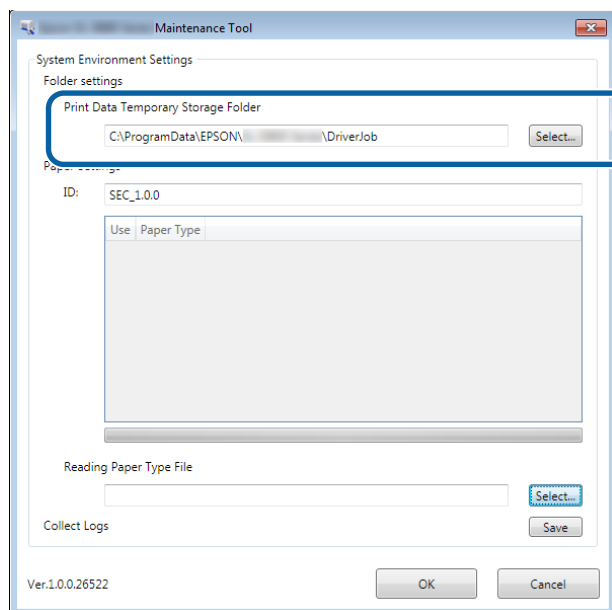 Maintenance Tool
System Environment Settings
Folder settings
Print Data Temporary Storage Folder
C:\ProgramData\EPSON\ \DriverJob Select...
Paper Settings
ID: SEC_1.0.0
Use Paper Type
Reading Paper Type File
Select...
Collect Logs Save
Ver.1.0.0.26522 OK Cancel